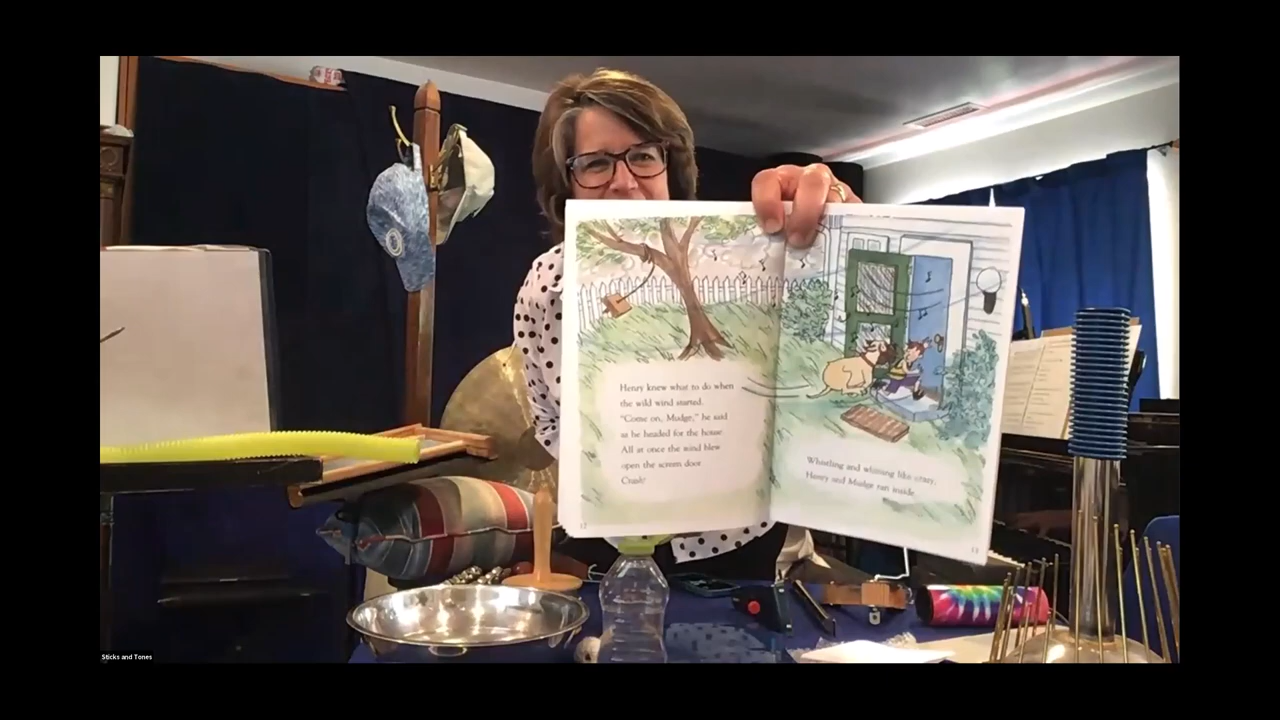 Henry knew what to do when
the wild wind started.
"Come on, Mudge," he said
as he headed for the house.
All at once the wind blew
open the screen door.
Crash!
12
Whistling and whining like crazy,
Henry and Mudge ran inside.
13
Sticks and Tones